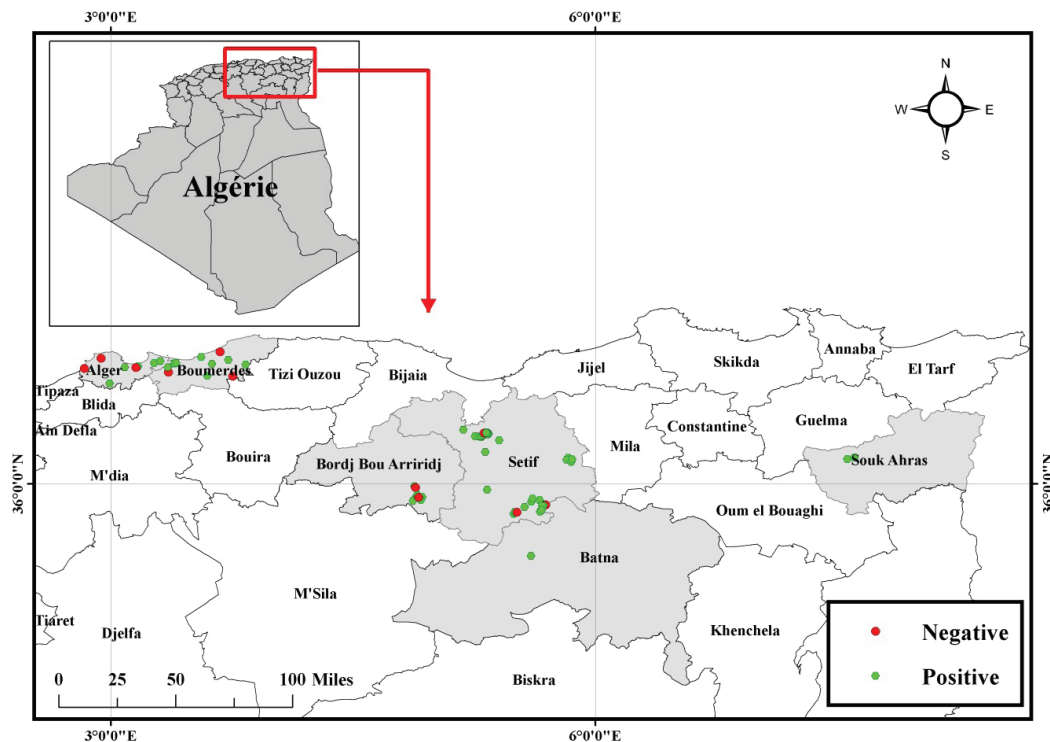 3°0'0"E 6°0'0"E
N
W E
S
Algérie
Alger
Boumerdes
Tizi Ouzou
Bijaia
Jijel
Skikda
Annaba
El Tarf
Tipaza
Blida
Constantine
Guelma
Ain Defla
M'dia
Bouira
Bordj Bou Arriridj
Setif
Mila
Souk Ahras
36°0'0"N 36°0'0"N
Oum el Bouaghi
Batna
M'Sila
Tiaret
Djelfa
Khenchela
Biskra
0 25 50 100 Miles
Negative
Positive
3°0'0"E 6°0'0"E